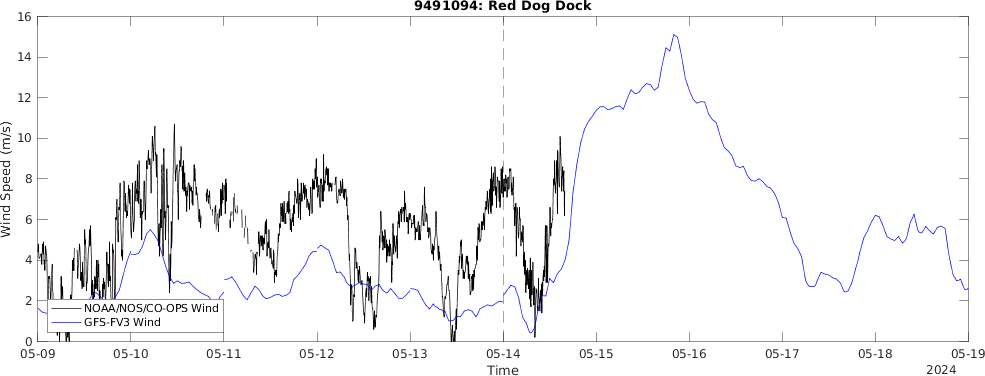 9491094: Red Dog Dock
16
14
12
10
8
6
4
2
0
Wind Speed (m/s)
NOAA/NOS/CO-OPS Wind
GFS-FV3 Wind
05-09 05-10 05-11 05-12 05-13 05-14 05-15 05-16 05-17 05-18 05-19
Time
2024